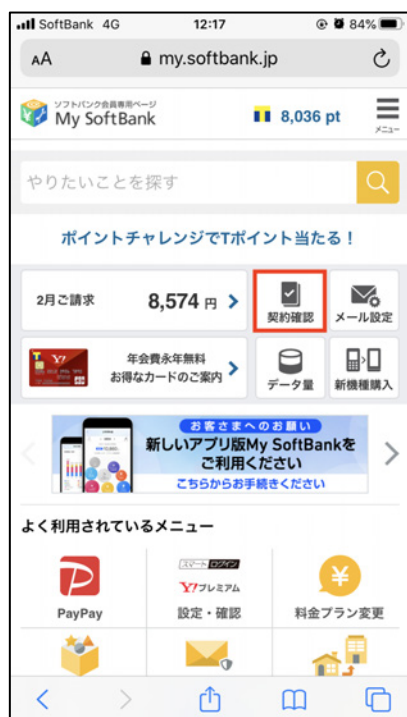 SoftBank 4G 12:17 84%
AA my.softbank.jp
ソフトバンク会員専用ページ
My SoftBank
8,036 pt
メニュー
やりたいことを探す
ポイントチャレンジでTポイント当たる!
2月ご請求 8,574 円
契約確認
メール設定
Y!
年会費永年無料
お得なカードのご案内
データ量
新機種購入
お客さまへのお願い
新しいアプリ版My SoftBankを
ご利用ください
こちらからお手続きください
よく利用されているメニュー
PayPay
スマートログイン
Y!プレミアム
設定・確認
¥
料金プラン変更